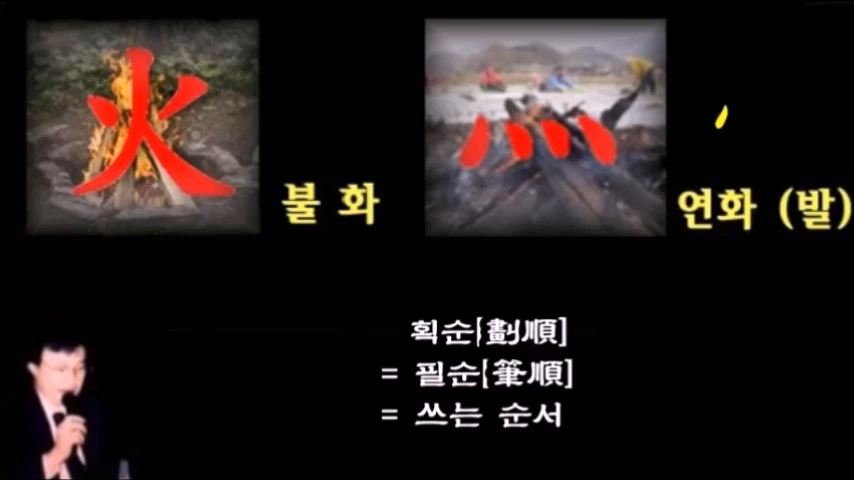 火
불 화
灬
연화 (발)
획순[劃順]
= 필순[筆順]
= 쓰는 순서